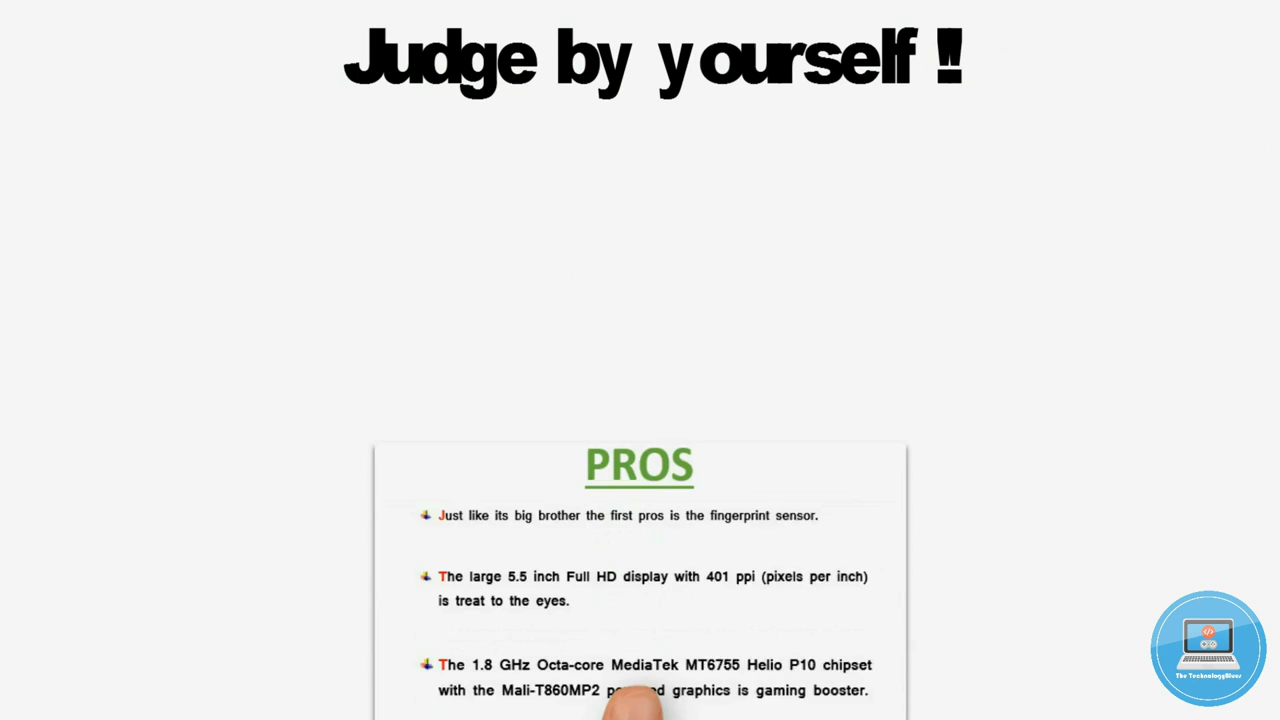 Judge by yourself !!
PROS
Just like its big brother the first pros is the fingerprint sensor.
The large 5.5 inch Full HD display with 401 ppi (pixels per inch)
is treat to the eyes.
The 1.8 GHz Octa-core MediaTek MT6755 Helio P10 chipset
with the Mali-T860MP2 graphics is gaming booster.